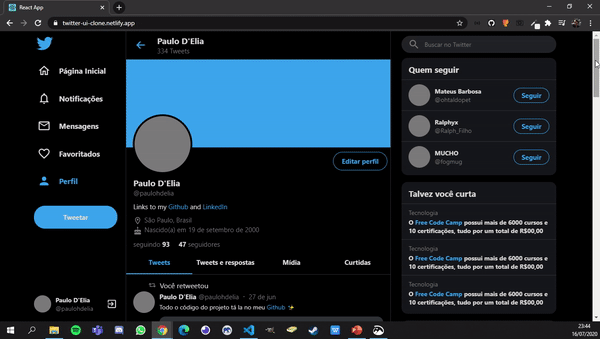 React App
twitter-ui-clone.netlify.app
Paulo D'Elia
334 Tweets
Buscar no Twitter
Página Inicial
Notificações
Mensagens
Favoritados
Perfil
Tweetar
Editar perfil
Paulo D'Elia
@paulohdelia
Links to my Github and LinkedIn
São Paulo, Brasil
Nascido(a) em 19 de setembro de 2000
seguindo 93 47 seguidores
Tweets Tweets e respostas Mídia Curtidas
Você retweetou
Paulo D'Elia @paulohdelia · 27 de jun
Todo o código do projeto tá la no meu Github
Quem seguir
Mateus Barbosa
@ohtaldopet
Seguir
Ralphyx
@Ralph_Filho
Seguir
MUCHO
@fogmug
Seguir
Talvez você curta
Tecnologia
O Free Code Camp possui mais de 6000 cursos e
10 certificações, tudo por um total de R$00,00
Tecnologia
O Free Code Camp possui mais de 6000 cursos e
10 certificações, tudo por um total de R$00,00
Tecnologia
O Free Code Camp possui mais de 6000 cursos e
10 certificações, tudo por um total de R$00,00
Paulo D'Elia
@paulohdelia
23:44
16/07/2020